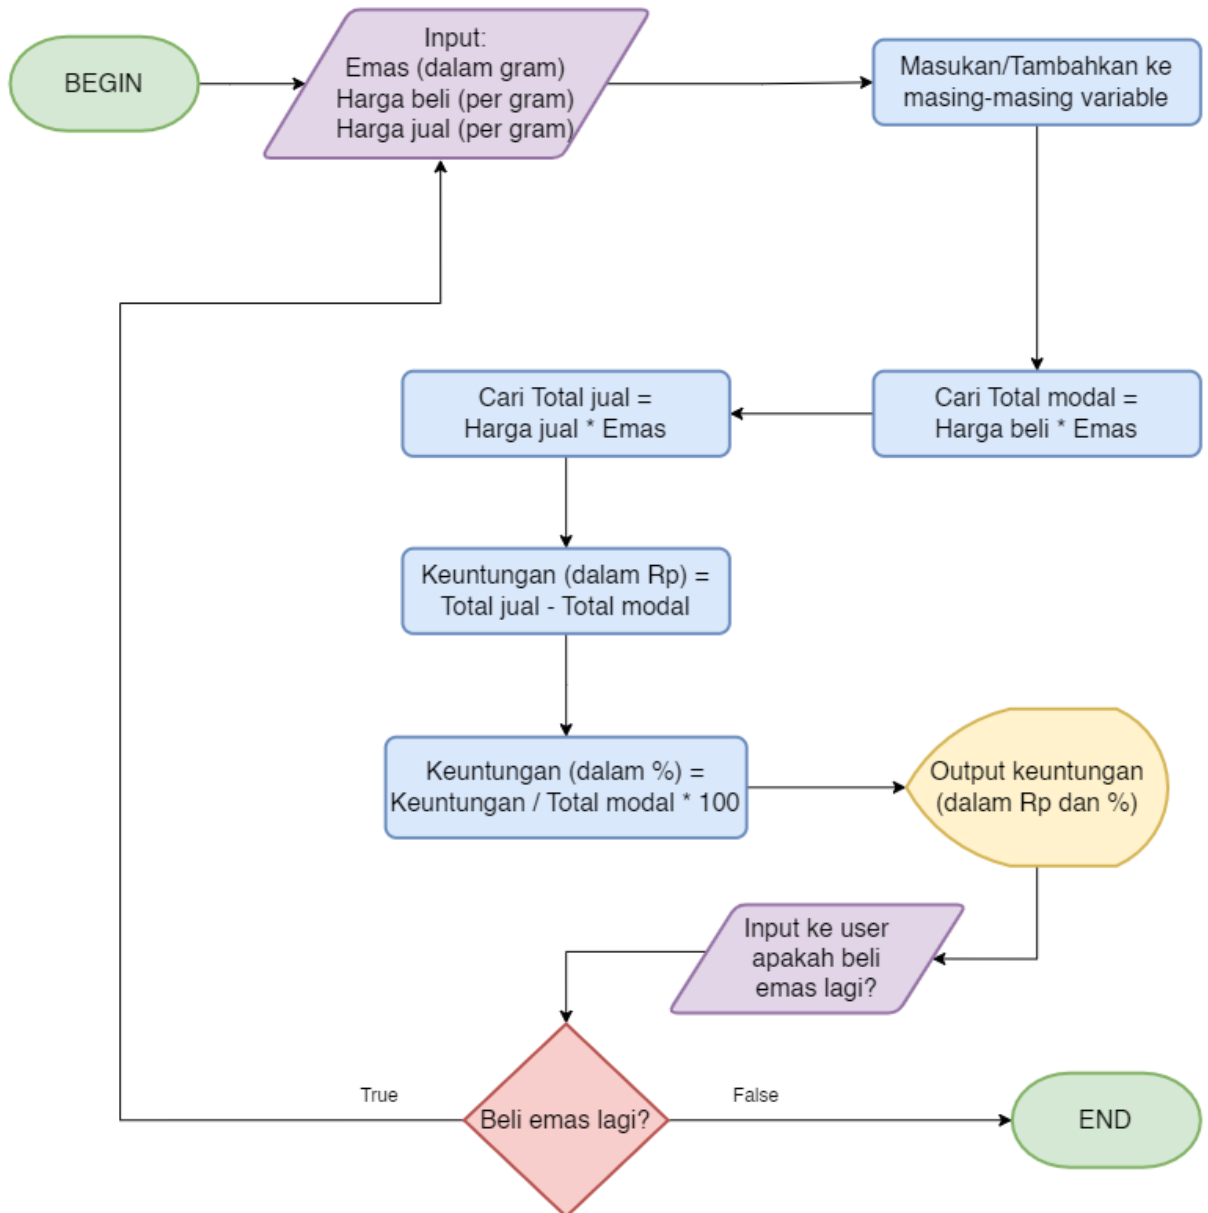 BEGIN
Input:
Emas (dalam gram)
Harga beli (per gram)
Harga jual (per gram)
Masukan/Tambahkan ke
masing-masing variable
Cari Total modal =
Harga beli * Emas
Cari Total jual =
Harga jual * Emas
Keuntungan (dalam Rp) =
Total jual - Total modal
Keuntungan (dalam %) =
Keuntungan / Total modal * 100
Output keuntungan
(dalam Rp dan %)
Input ke user
apakah beli
emas lagi?
Beli emas lagi?
True
False
END